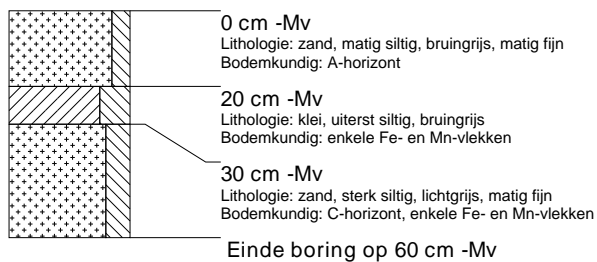 0 cm -Mv
Lithologie: zand, matig siltig, bruingrijs, matig fijn
Bodemkundig: A-horizont
20 cm -Mv
Lithologie: klei, uiterst siltig, bruingrijs
Bodemkundig: enkele Fe- en Mn-vlekken
30 cm -Mv
Lithologie: zand, sterk siltig, lichtgrijs, matig fijn
Bodemkundig: C-horizont, enkele Fe- en Mn-vlekken
Einde boring op 60 cm -Mv